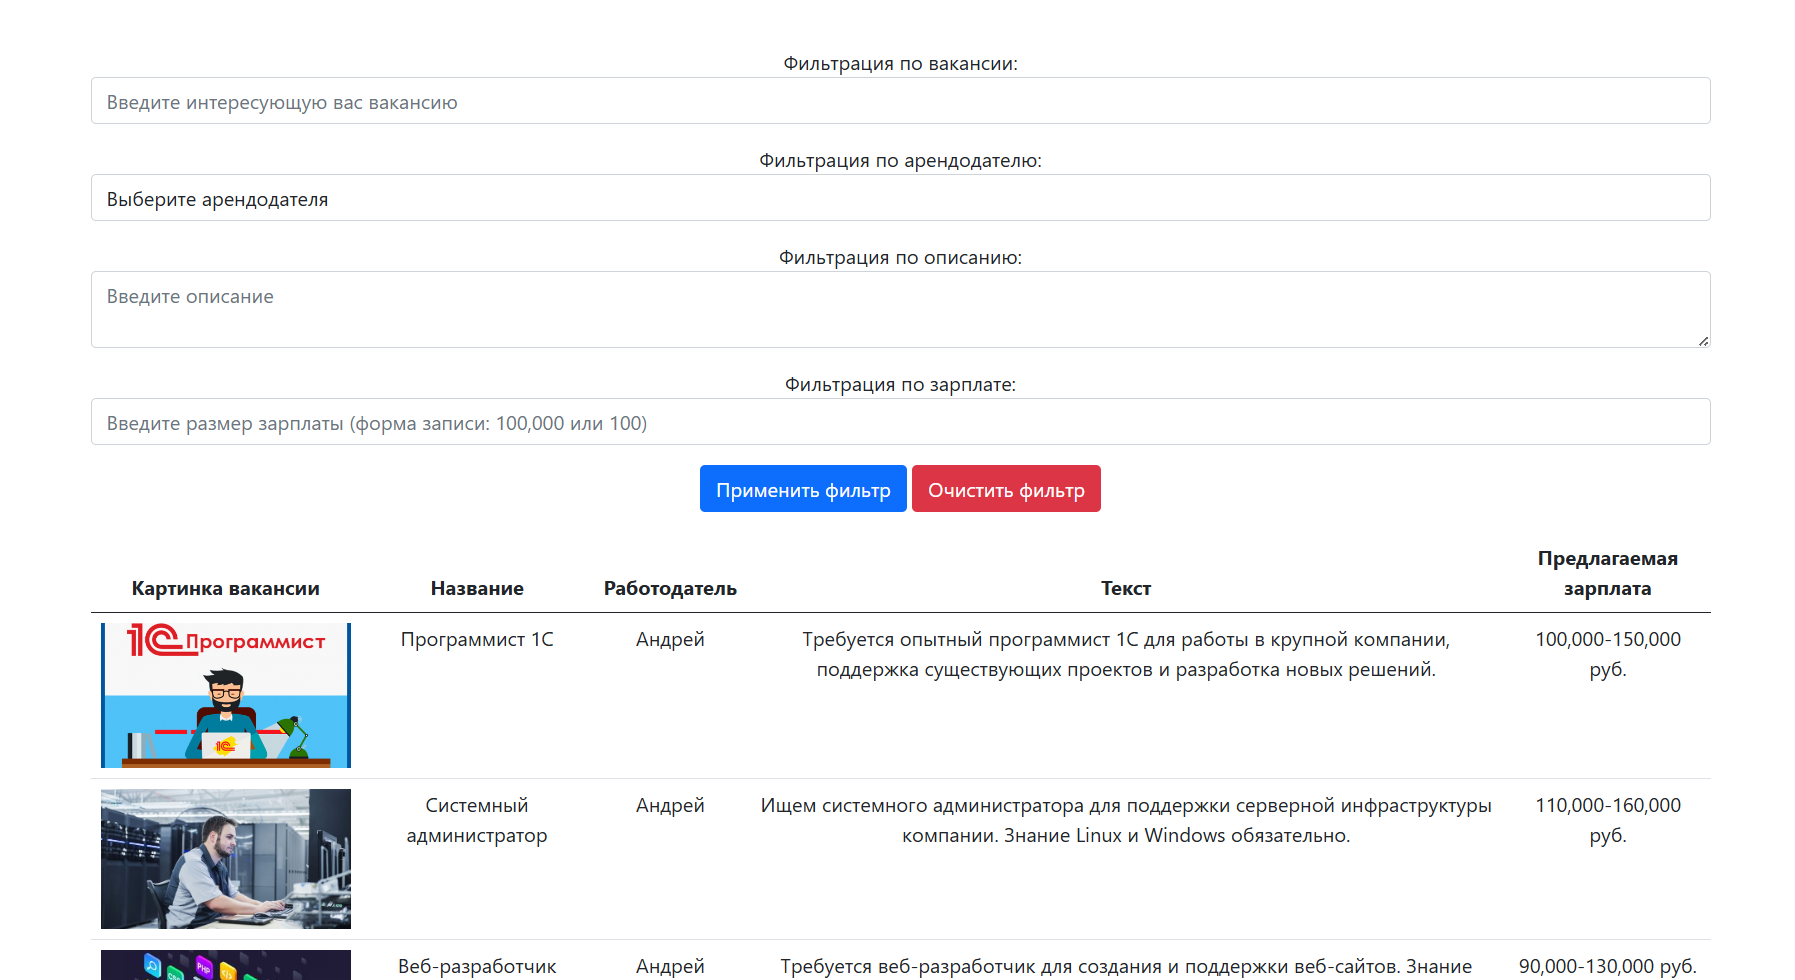 Фильтрация по вакансии:
Введите интересующую вас вакансию
Фильтрация по арендодателю:
Выберите арендодателя
Фильтрация по описанию:
Введите описание
Фильтрация по зарплате:
Введите размер зарплаты (форма записи: 100,000 или 100)
Применить фильтр Очистить фильтр
Картинка вакансии Название Работодатель Текст Предлагаемая
зарплата
1С Программист
1С
Программист 1С Андрей Требуется опытный программист 1С для работы в крупной компании, 100,000-150,000
поддержка существующих проектов и разработка новых решений. руб.
Системный Андрей Ищем системного администратора для поддержки серверной инфраструктуры 110,000-160,000
администратор компании. Знание Linux и Windows обязательно. руб.
PHP
Веб-разработчик Андрей Требуется веб-разработчик для создания и поддержки веб-сайтов. Знание 90,000-130,000 руб.